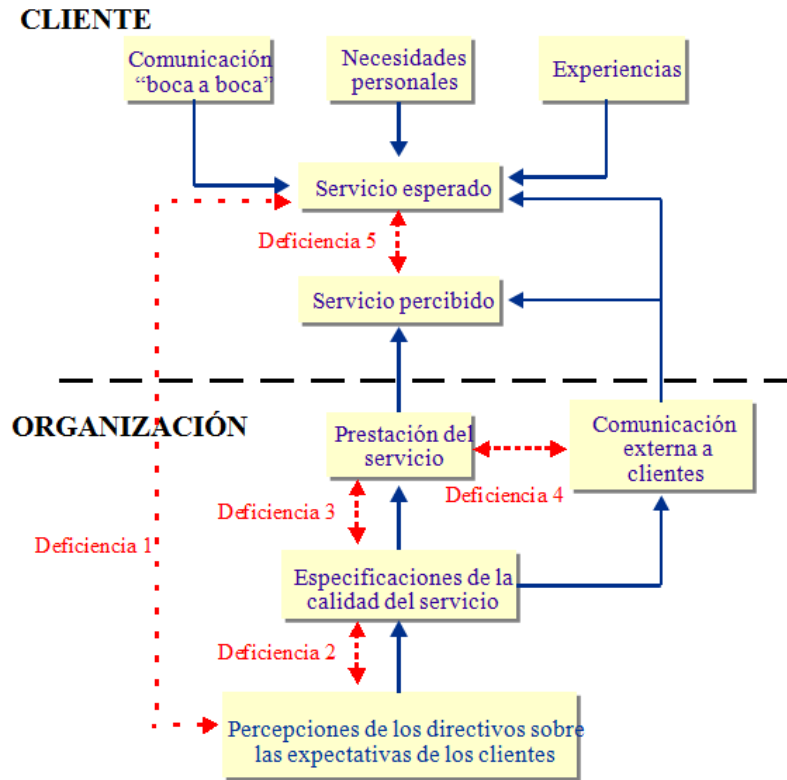 CLIENTE
Comunicación
“boca a boca”
Necesidades
personales
Experiencias
Servicio esperado
Deficiencia 5
Servicio percibido
ORGANIZACIÓN
Prestación del
servicio
Comunicación
externa a
clientes
Deficiencia 4
Deficiencia 3
Deficiencia 1
Especificaciones de la
calidad del servicio
Deficiencia 2
Percepciones de los directivos sobre
las expectativas de los clientes